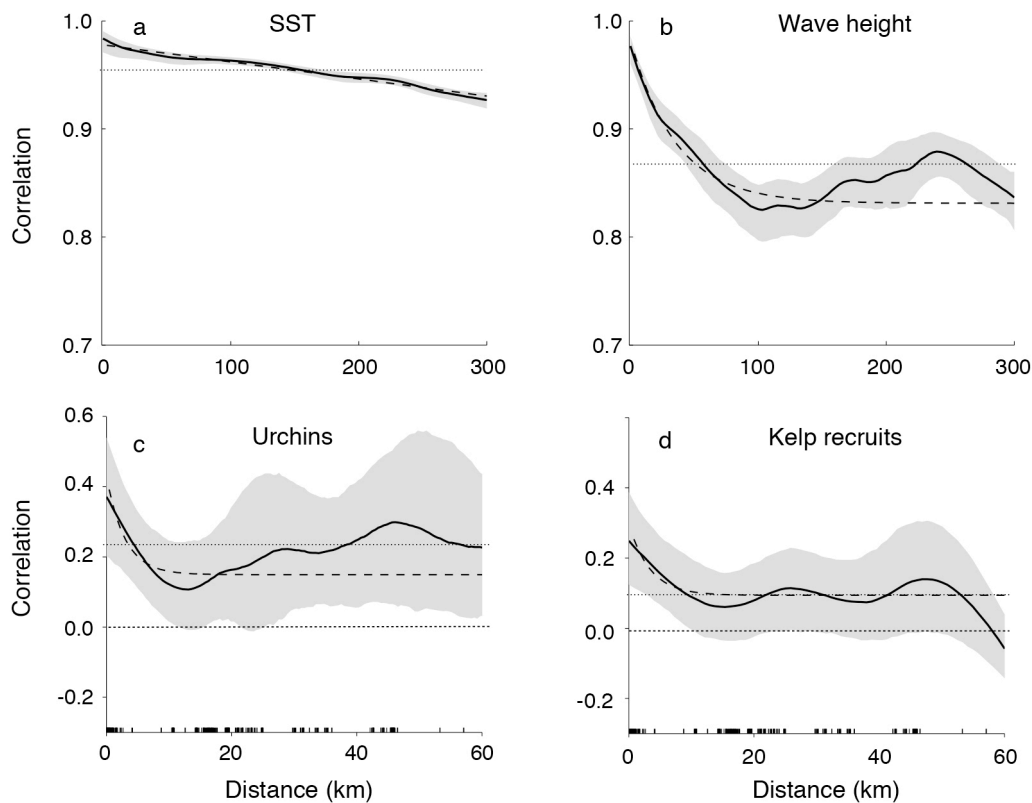 a SST
1.0
0.9
0.8
0.7
0 100 200 300
Correlation
b Wave height
1.0
0.9
0.8
0.7
0 100 200 300
c Urchins
0.6
0.4
0.2
0.0
-0.2
0 20 40 60
Correlation
Distance (km)
d Kelp recruits
0.4
0.2
0.0
-0.2
0 20 40 60
Distance (km)